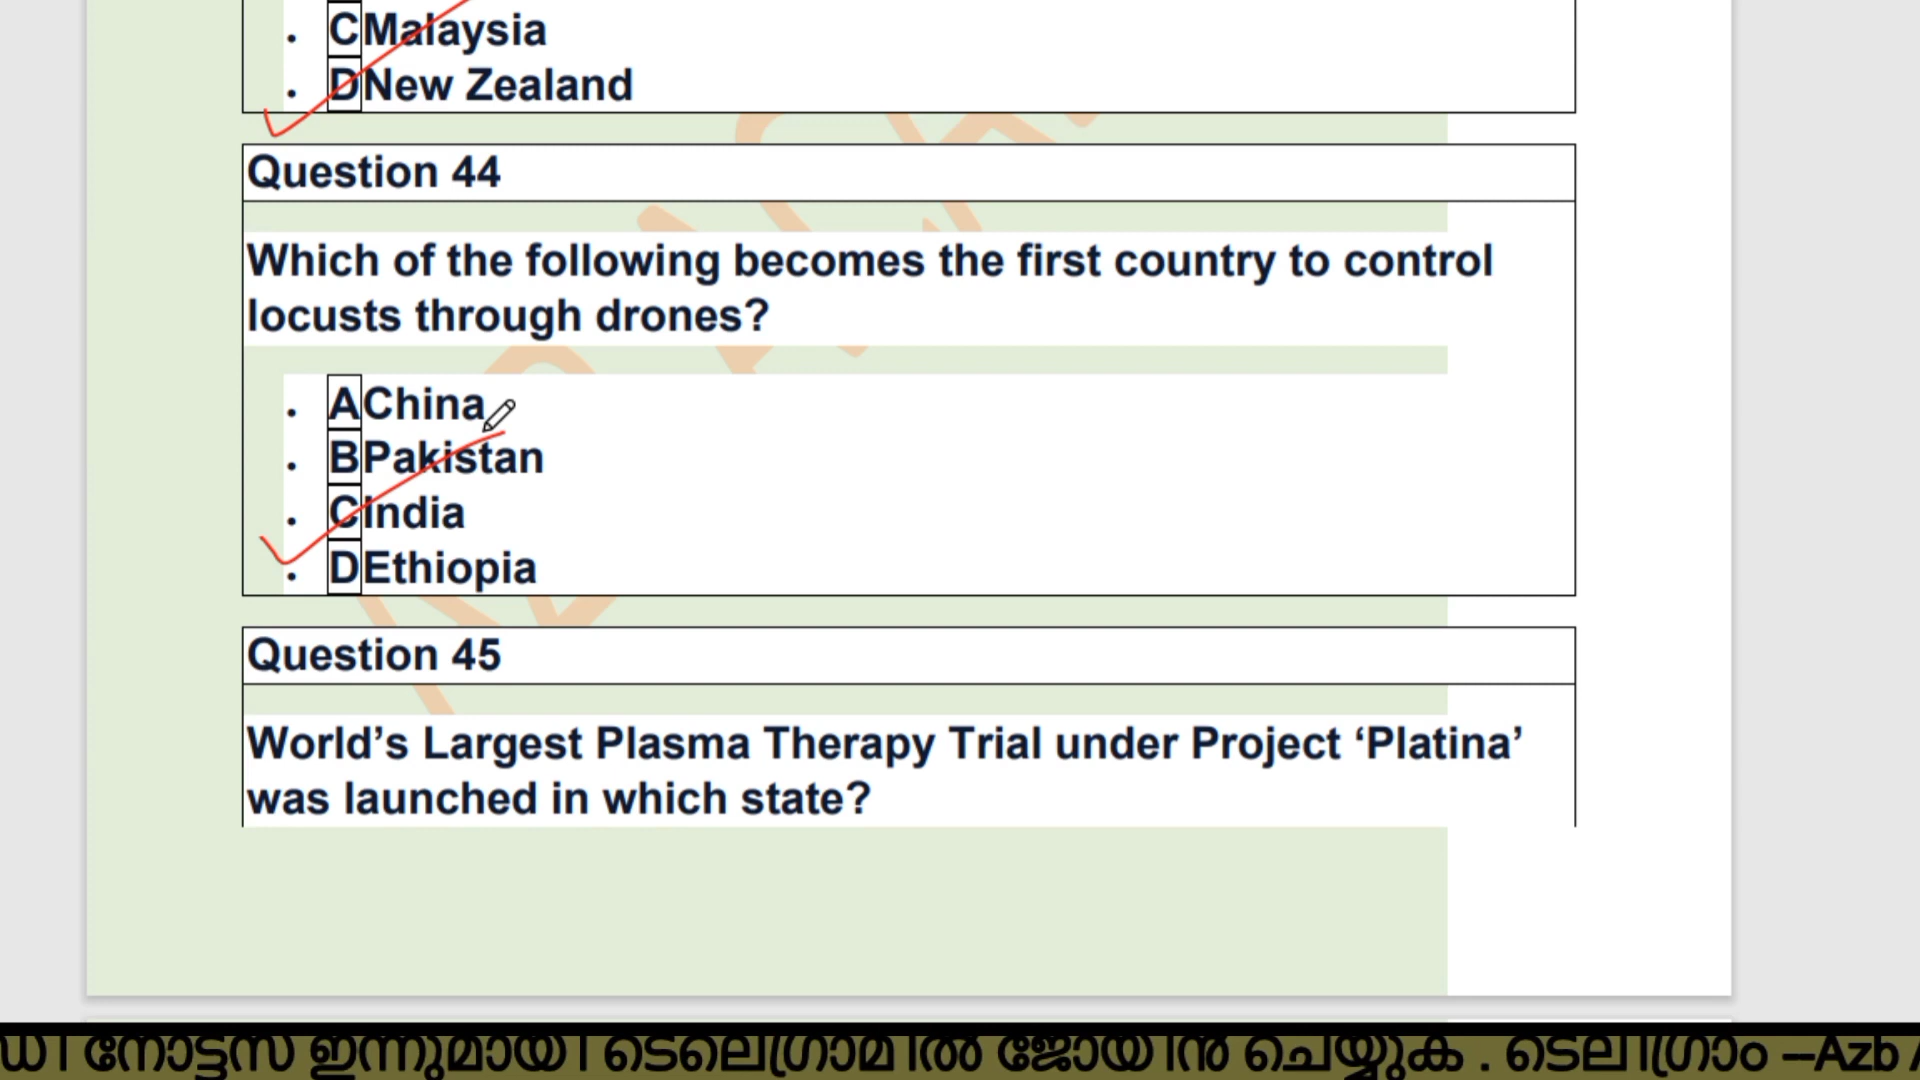 . CMalaysia
. DNew Zealand
Question 44
Which of the following becomes the first country to control
locusts through drones?
. AChina
. BPakistan
. CIndia
. DEthiopia
Question 45
World’s Largest Plasma Therapy Trial under Project ‘Platina’
was launched in which state?
നോട്ടിസ് ഇന്നുമായി ടെലെഗ്രാമിൽ ജോയിൻ ചെയ്യുക . ടെലിഗ്രാം --Azb